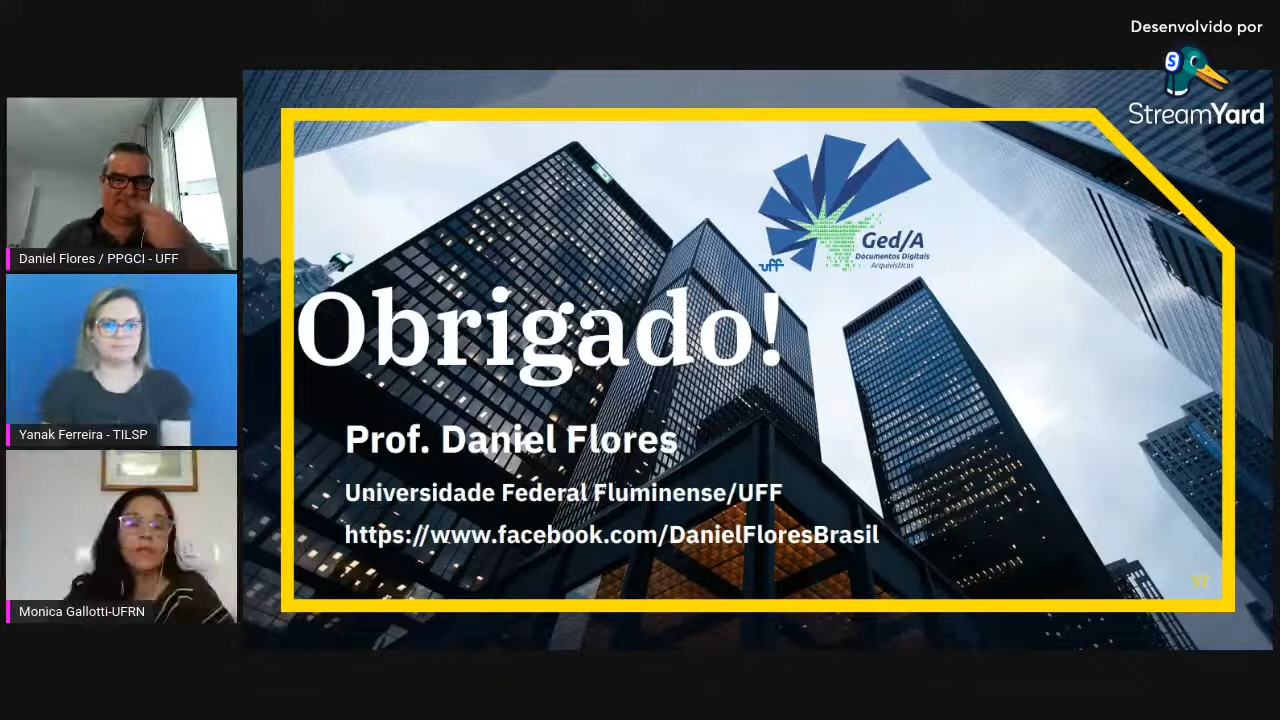 Desenvolvido por
StreamYard
Daniel Flores / PPGCI - UFF
Yanak Ferreira - TILSP
Monica Gallotti-UFRN
uff
Ged/A
Documentos Digitais
Arquivísticos
Obrigado!
Prof. Daniel Flores
Universidade Federal Fluminense/UFF
https://www.facebook.com/DanielFloresBrasil
57